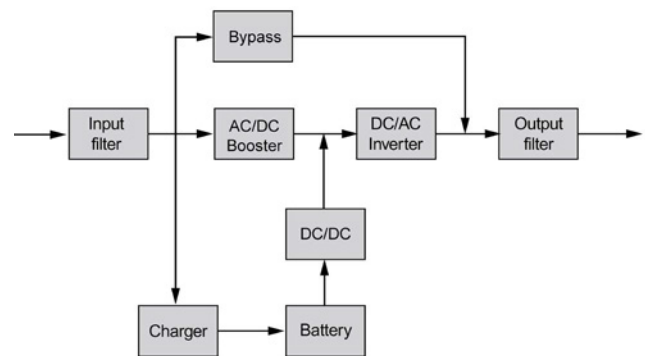 Bypass
Input
filter
AC/DC
Booster
DC/AC
Inverter
Output
filter
DC/DC
Charger
Battery